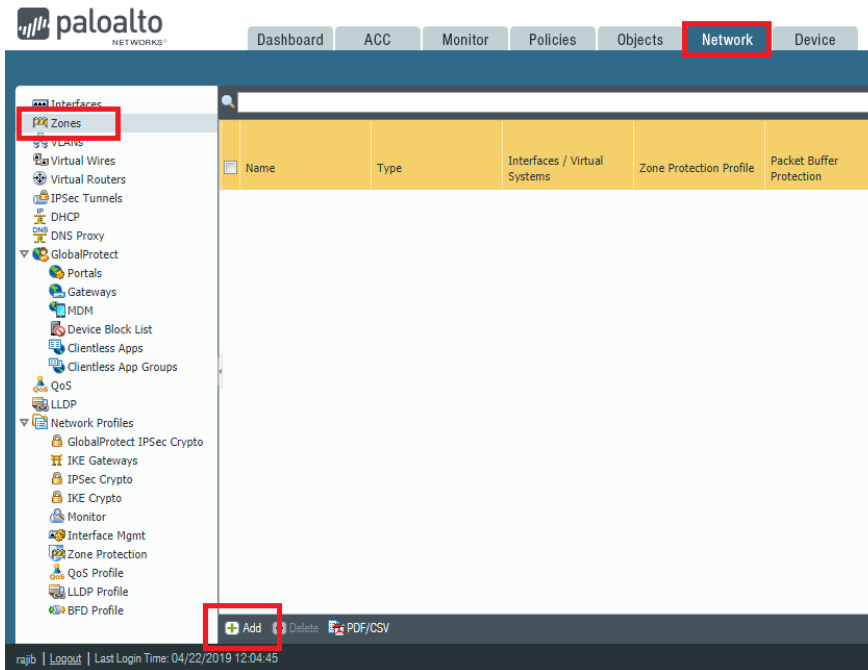 paloalto
NETWORKS®
Dashboard ACC Monitor Policies Objects Network Device
Interfaces
Zones
VLANs
Virtual Wires
Virtual Routers
IPSec Tunnels
DHCP
DNS Proxy
GlobalProtect
Portals
Gateways
MDM
Device Block List
Clientless Apps
Clientless App Groups
QoS
LLDP
Network Profiles
GlobalProtect IPSec Crypto
IKE Gateways
IPSec Crypto
IKE Crypto
Monitor
Interface Mgmt
Zone Protection
QoS Profile
LLDP Profile
BFD Profile
Name Type Interfaces / Virtual Systems Zone Protection Profile Packet Buffer Protection
Add Delete PDF/CSV
rajib | Logout | Last Login Time: 04/22/2019 12:04:45